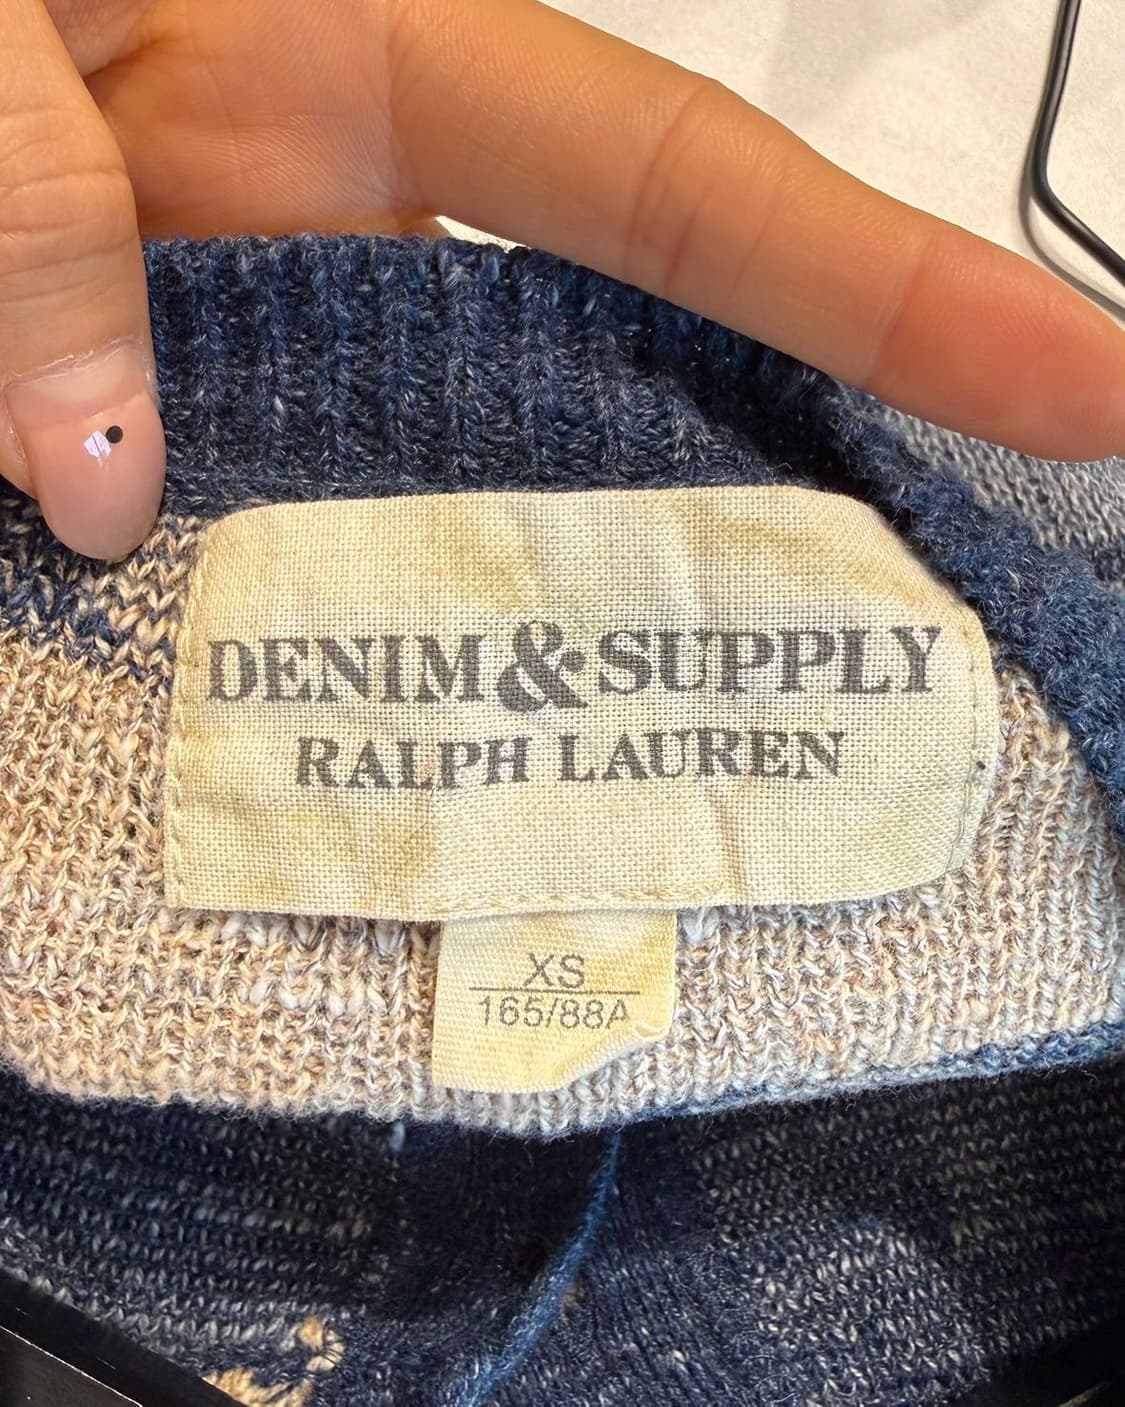 DENIM & SUPPLY
RALPH LAUREN
XS
165/88A